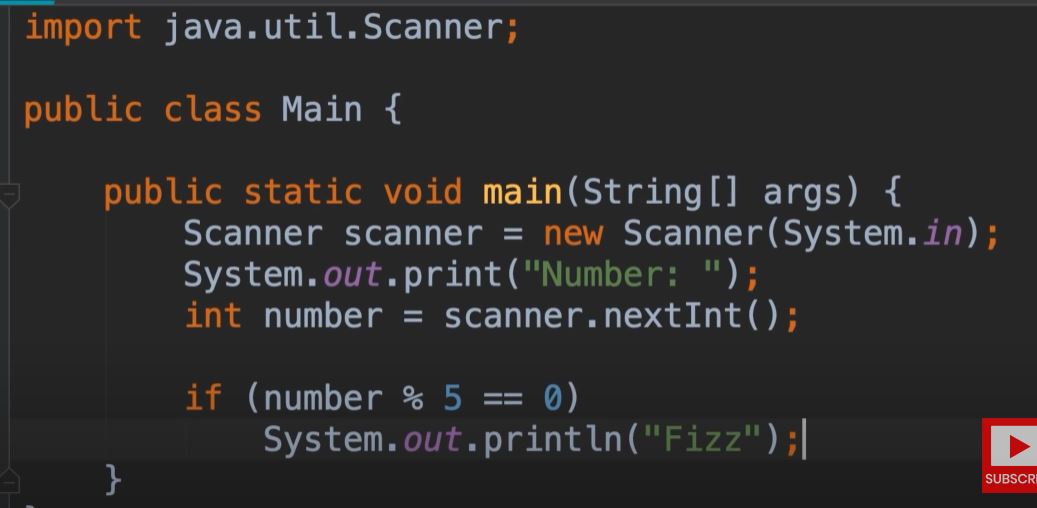 import java.util.Scanner;
public class Main {
public static void main(String[] args) {
Scanner scanner = new Scanner(System.in);
System.out.print("Number: ");
int number = scanner.nextInt();
if (number % 5 == 0)
System.out.println("Fizz");
}